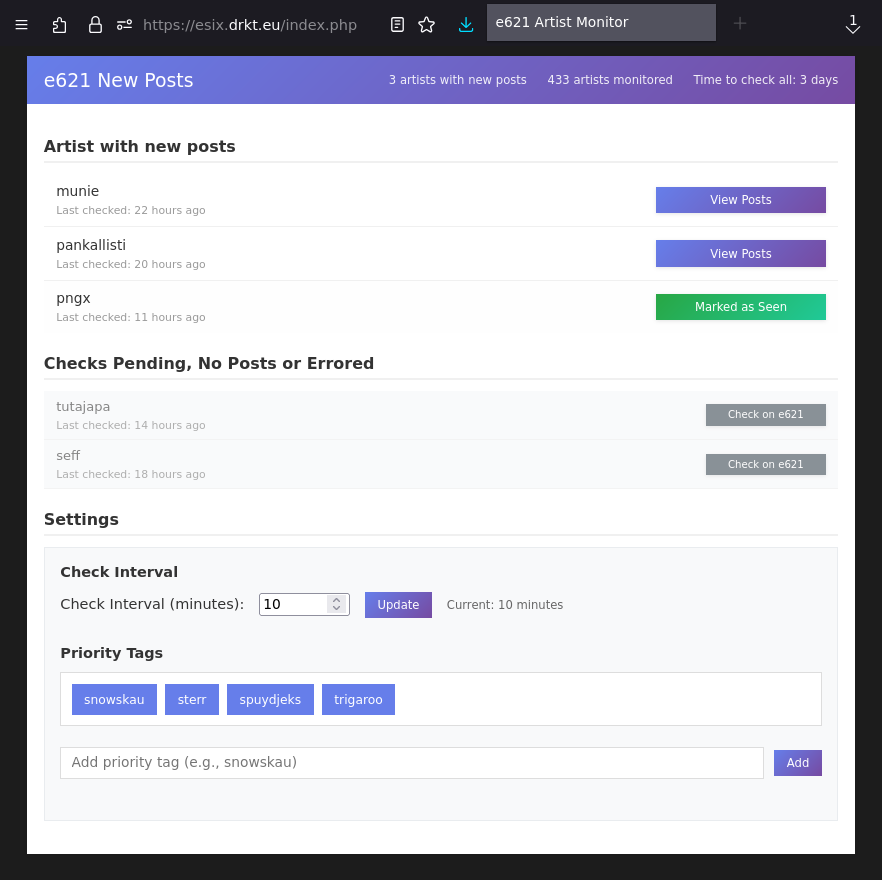 https://esix.drkt.eu/index.php
e621 Artist Monitor
1
e621 New Posts
3 artists with new posts
433 artists monitored
Time to check all: 3 days
Artist with new posts
munie
Last checked: 22 hours ago
View Posts
pankallisti
Last checked: 20 hours ago
View Posts
pngx
Last checked: 11 hours ago
Marked as Seen
Checks Pending, No Posts or Errored
tutajapa
Last checked: 14 hours ago
Check on e621
seff
Last checked: 18 hours ago
Check on e621
Settings
Check Interval
Check Interval (minutes): 10 Update Current: 10 minutes
Priority Tags
snowskau sterr spuydjeks trigaroo
Add priority tag (e.g., snowskau) Add